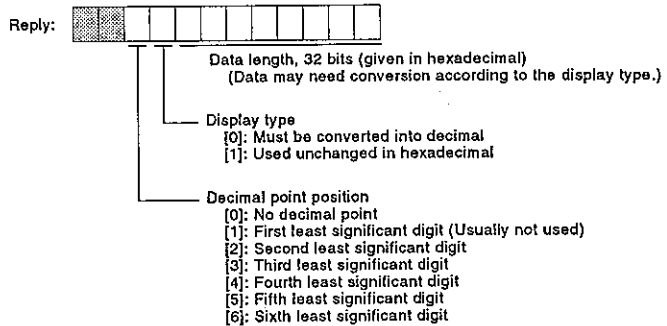 Reply:
Data length, 32 bits (given in hexadecimal)
(Data may need conversion according to the display type.)
Display type
[0]: Must be converted into decimal
[1]: Used unchanged in hexadecimal
Decimal point position
[0]: No decimal point
[1]: First least significant digit (Usually not used)
[2]: Second least significant digit
[3]: Third least significant digit
[4]: Fourth least significant digit
[5]: Fifth least significant digit
[6]: Sixth least significant digit